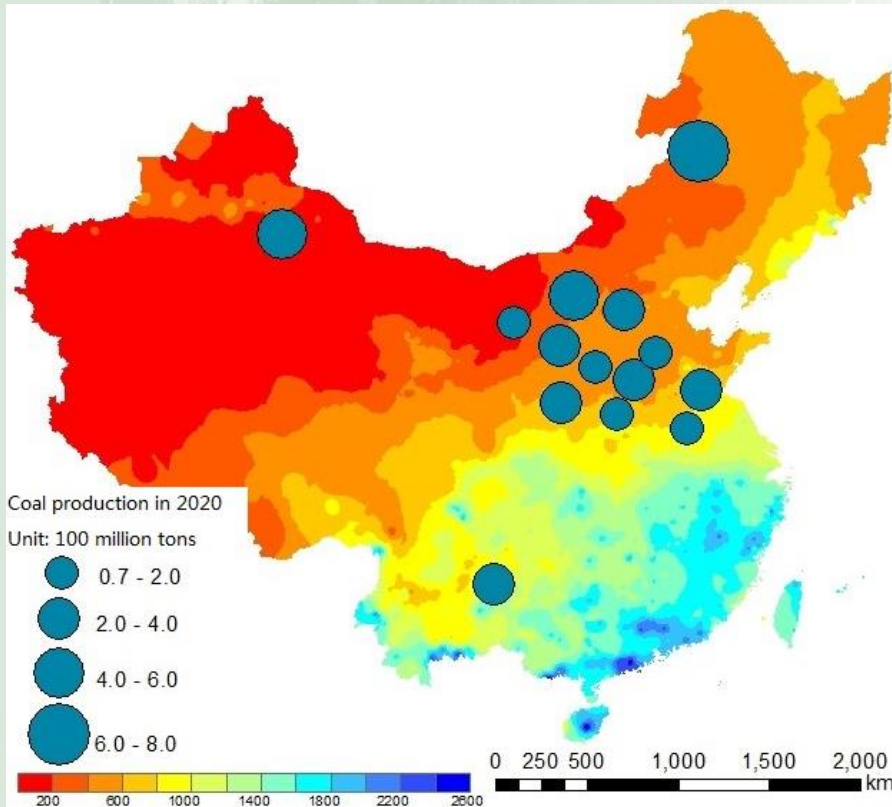 Coal production in 2020
Unit: 100 million tons
0.7 - 2.0
2.0 - 4.0
4.0 - 6.0
6.0 - 8.0
0 250 500 1,000 1,500 2,000
km
200 600 1000 1400 1800 2200 2600